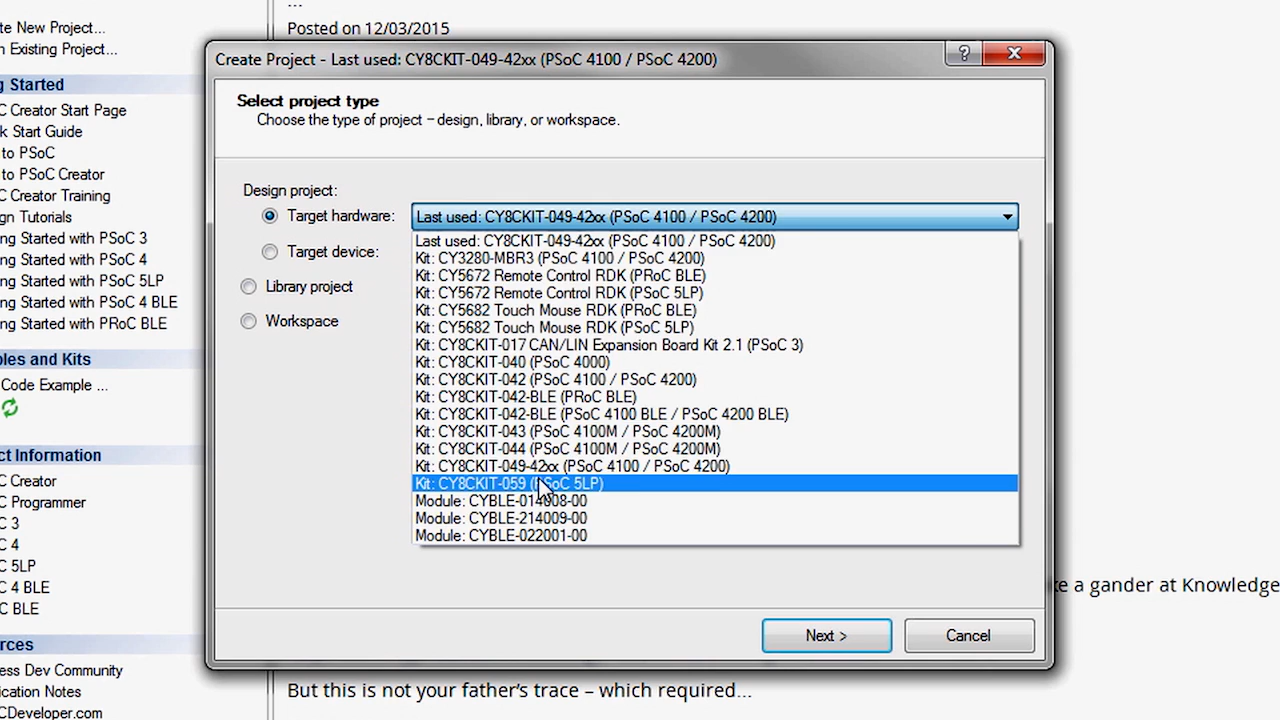 ...
Posted on 12/03/2015
te New Project...
n Existing Project...
g Started
C Creator Start Page
k Start Guide
to PSoC
to PSoC Creator
C Creator Training
gn Tutorials
ng Started with PSoC 3
ng Started with PSoC 4
ng Started with PSoC 5LP
ng Started with PSoC 4 BLE
ng Started with PRoC BLE
ples and Kits
Code Example ...
ct Information
C Creator
C Programmer
C 3
C 4
C 5LP
C 4 BLE
C BLE
rces
ess Dev Community
ication Notes
CDeveloper.com
Create Project - Last used: CY8CKIT-049-42xx (PSoC 4100 / PSoC 4200)
Select project type
Choose the type of project – design, library, or workspace.
Design project:
Target hardware:
Last used: CY8CKIT-049-42xx (PSoC 4100 / PSoC 4200)
Target device:
Library project
Workspace
Last used: CY8CKIT-049-42xx (PSoC 4100 / PSoC 4200)
Kit: CY3280-MBR3 (PSoC 4100 / PSoC 4200)
Kit: CY5672 Remote Control RDK (PRoC BLE)
Kit: CY5672 Remote Control RDK (PSoC 5LP)
Kit: CY5682 Touch Mouse RDK (PRoC BLE)
Kit: CY5682 Touch Mouse RDK (PSoC 5LP)
Kit: CY8CKIT-017 CAN/LIN Expansion Board Kit 2.1 (PSoC 3)
Kit: CY8CKIT-040 (PSoC 4000)
Kit: CY8CKIT-042 (PSoC 4100 / PSoC 4200)
Kit: CY8CKIT-042-BLE (PRoC BLE)
Kit: CY8CKIT-042-BLE (PSoC 4100 BLE / PSoC 4200 BLE)
Kit: CY8CKIT-043 (PSoC 4100M / PSoC 4200M)
Kit: CY8CKIT-044 (PSoC 4100M / PSoC 4200M)
Kit: CY8CKIT-049-42xx (PSoC 4100 / PSoC 4200)
Kit: CY8CKIT-059 (PSoC 5LP)
Module: CYBLE-014008-00
Module: CYBLE-214009-00
Module: CYBLE-022001-00
Next >
Cancel
ke a gander at Knowledge
But this is not your father's trace – which required...